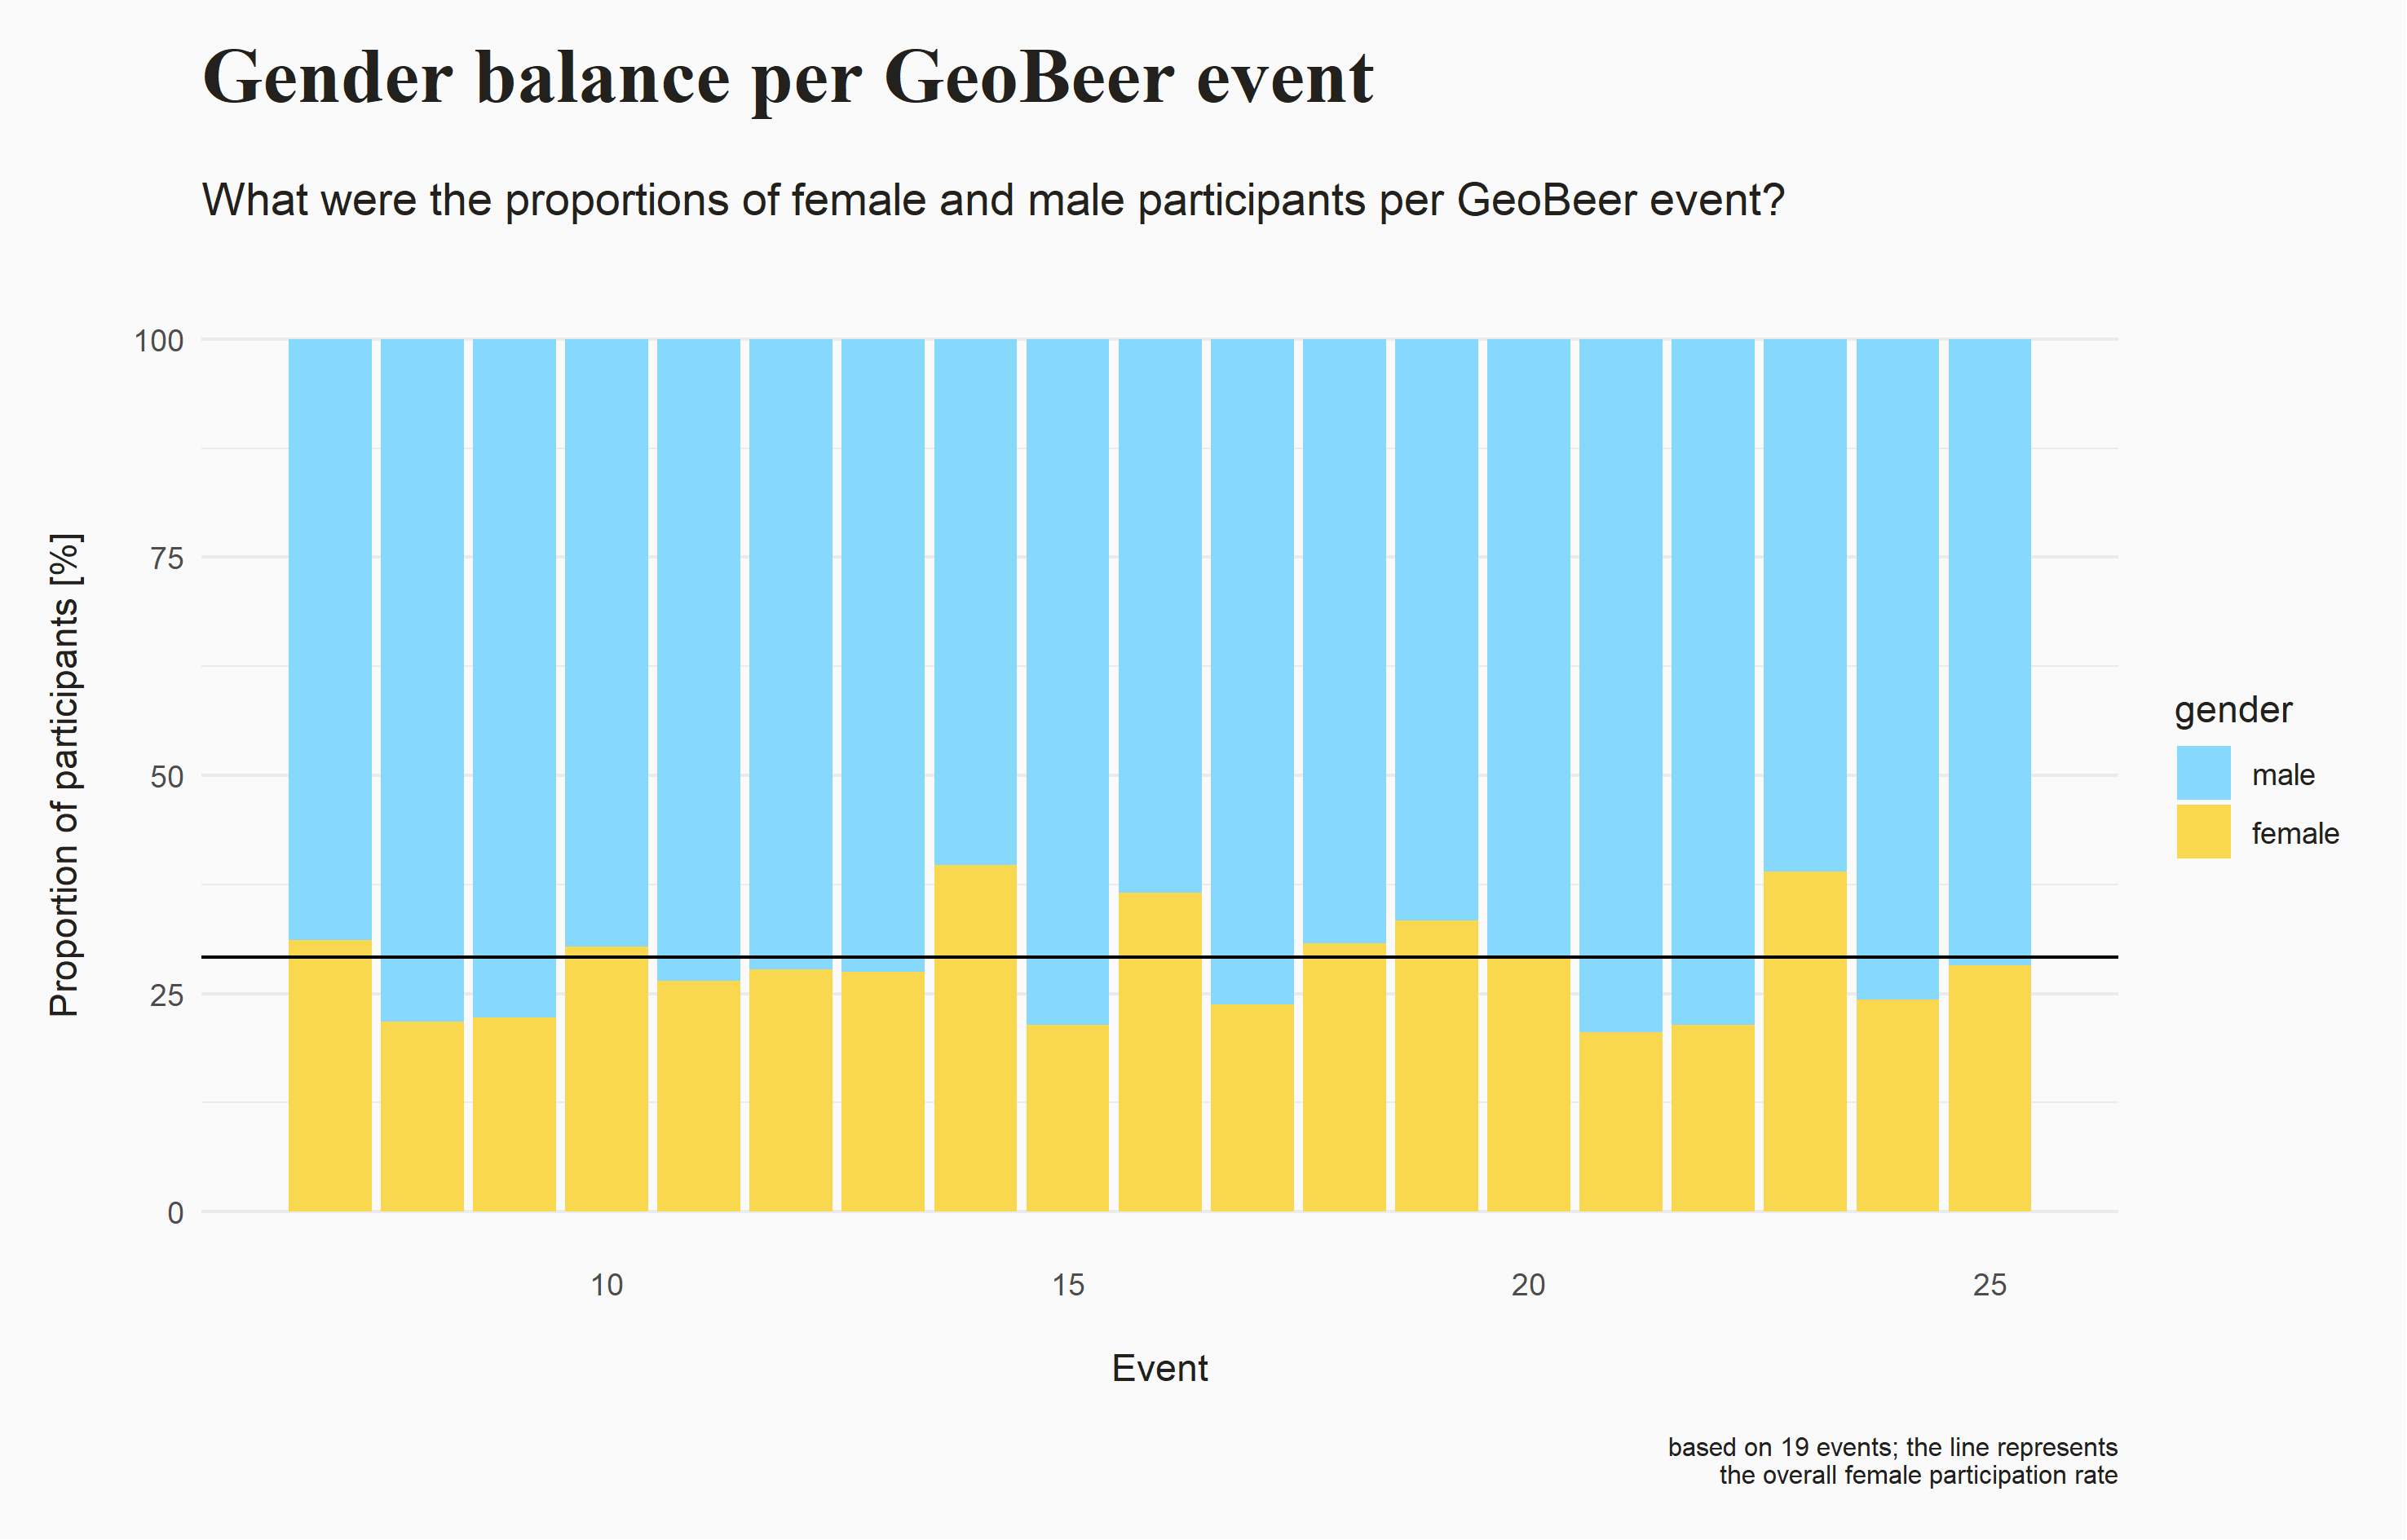 Gender balance per GeoBeer event
What were the proportions of female and male participants per GeoBeer event?
Proportion of participants [%]
100
75
50
25
0
10
15
20
25
Event
gender
male
female
based on 19 events; the line represents
the overall female participation rate